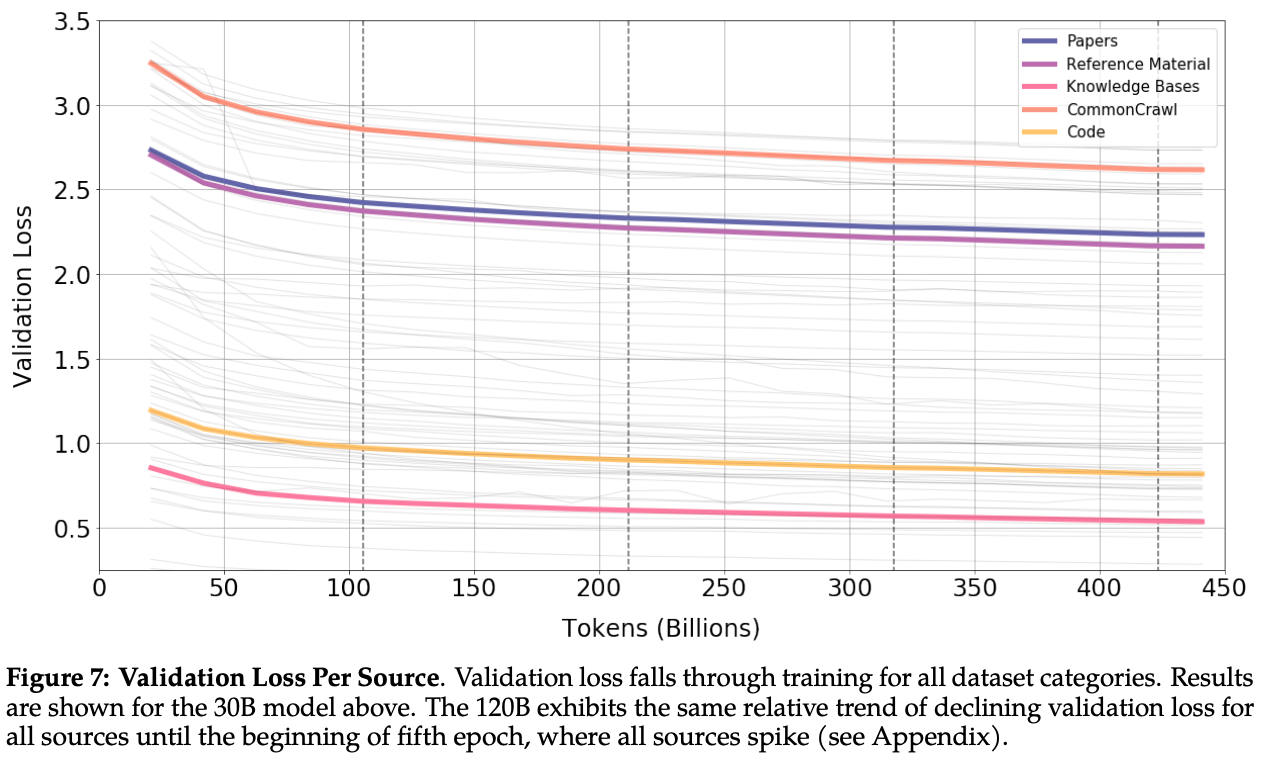 3.5
3.0
2.5
2.0
1.5
1.0
0.5
Validation Loss
Papers
Reference Material
Knowledge Bases
CommonCrawl
Code
0 50 100 150 200 250 300 350 400 450
Tokens (Billions)
Figure 7: Validation Loss Per Source. Validation loss falls through training for all dataset categories. Results
are shown for the 30B model above. The 120B exhibits the same relative trend of declining validation loss for
all sources until the beginning of fifth epoch, where all sources spike (see Appendix).